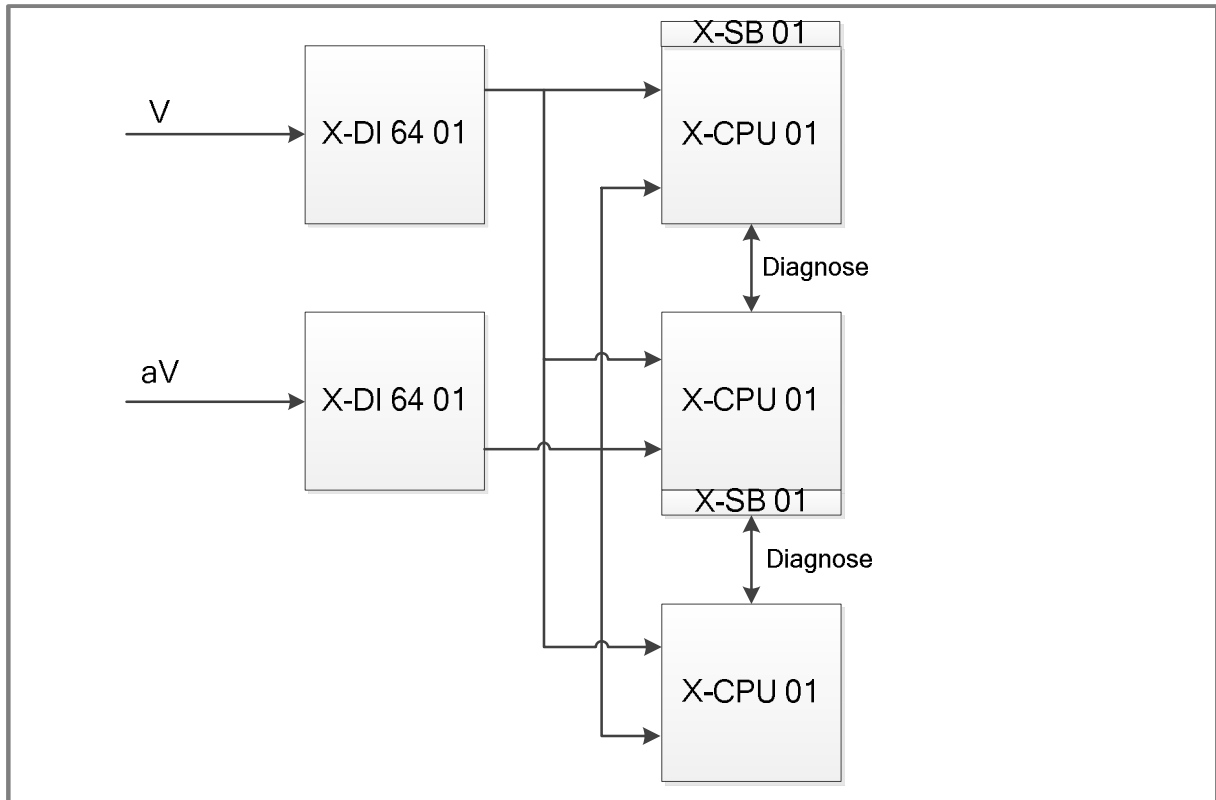 X-SB 01
V
X-DI 64 01
X-CPU 01
Diagnose
aV
X-DI 64 01
X-CPU 01
X-SB 01
Diagnose
X-CPU 01